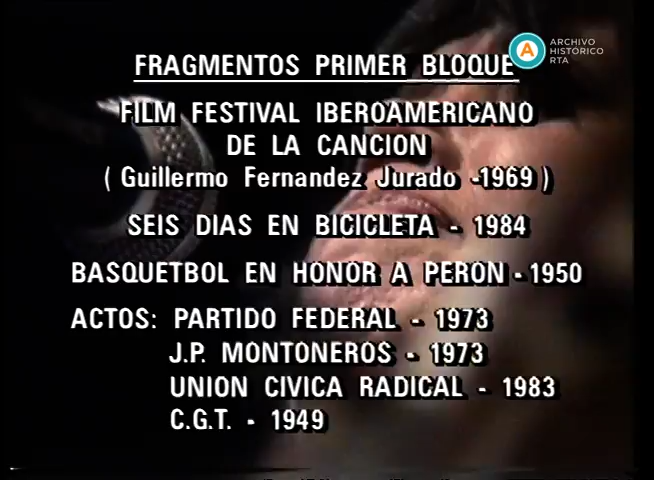 FRAGMENTOS PRIMER BLOQUE
A ARCHIVO
HISTÓRICO
RTA
FILM FESTIVAL IBEROAMERICANO
DE LA CANCION
( Guillermo Fernandez Jurado -1969 )
SEIS DIAS EN BICICLETA - 1984
BASQUETBOL EN HONOR A PERON - 1950
ACTOS: PARTIDO FEDERAL - 1973
J.P. MONTONEROS - 1973
UNION CIVICA RADICAL - 1983
C.G.T. - 1949